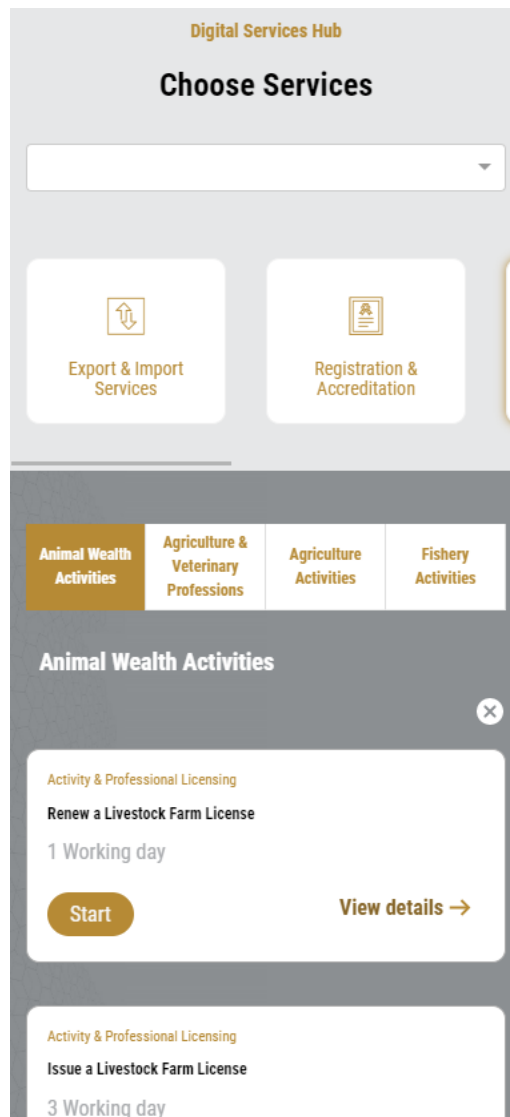 Digital Services Hub
Choose Services
Export & Import
Services
Registration &
Accreditation
Animal Wealth
Activities
Agriculture &
Veterinary
Professions
Agriculture
Activities
Fishery
Activities
Animal Wealth Activities
Activity & Professional Licensing
Renew a Livestock Farm License
1 Working day
Start
View details →
Activity & Professional Licensing
Issue a Livestock Farm License
3 Working day